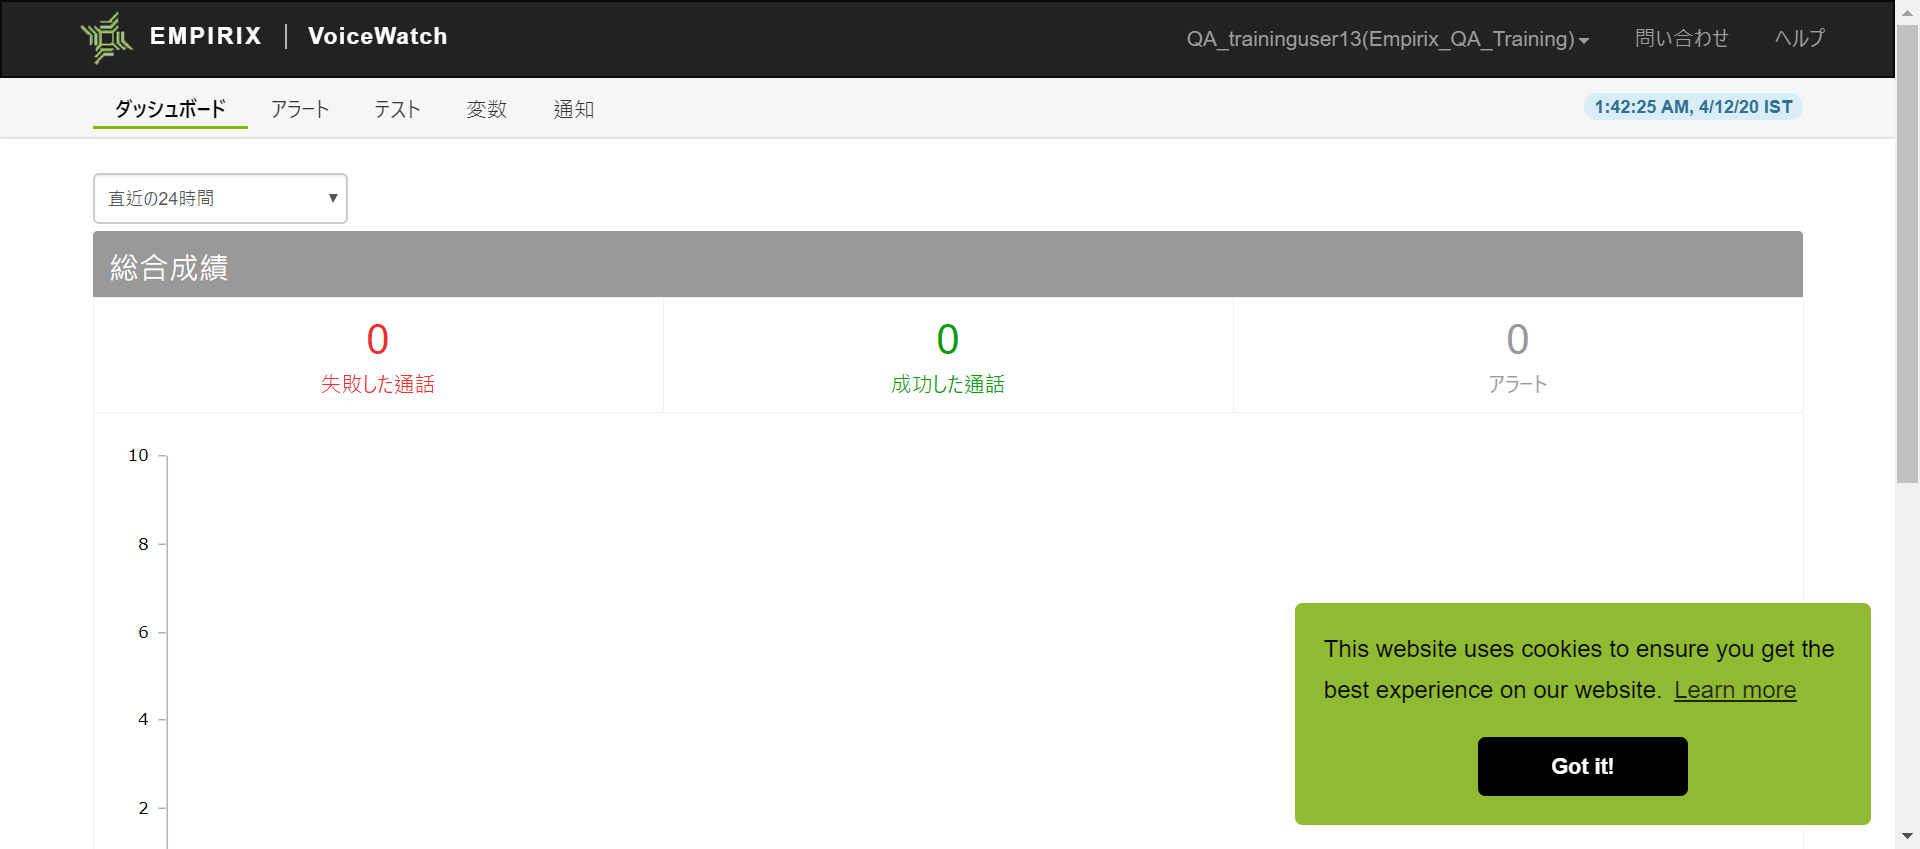 EMPIRIX | VoiceWatch
QA_traininguser13(Empirix_QA_Training)
問い合わせ
ヘルプ
ダッシュボード
アラート
テスト
変数
通知
1:42:25 AM, 4/12/20 IST
直近の24時間
総合成績
0
失敗した通話
0
成功した通話
0
アラート
10
8
6
4
2
This website uses cookies to ensure you get the
best experience on our website. Learn more
Got it!